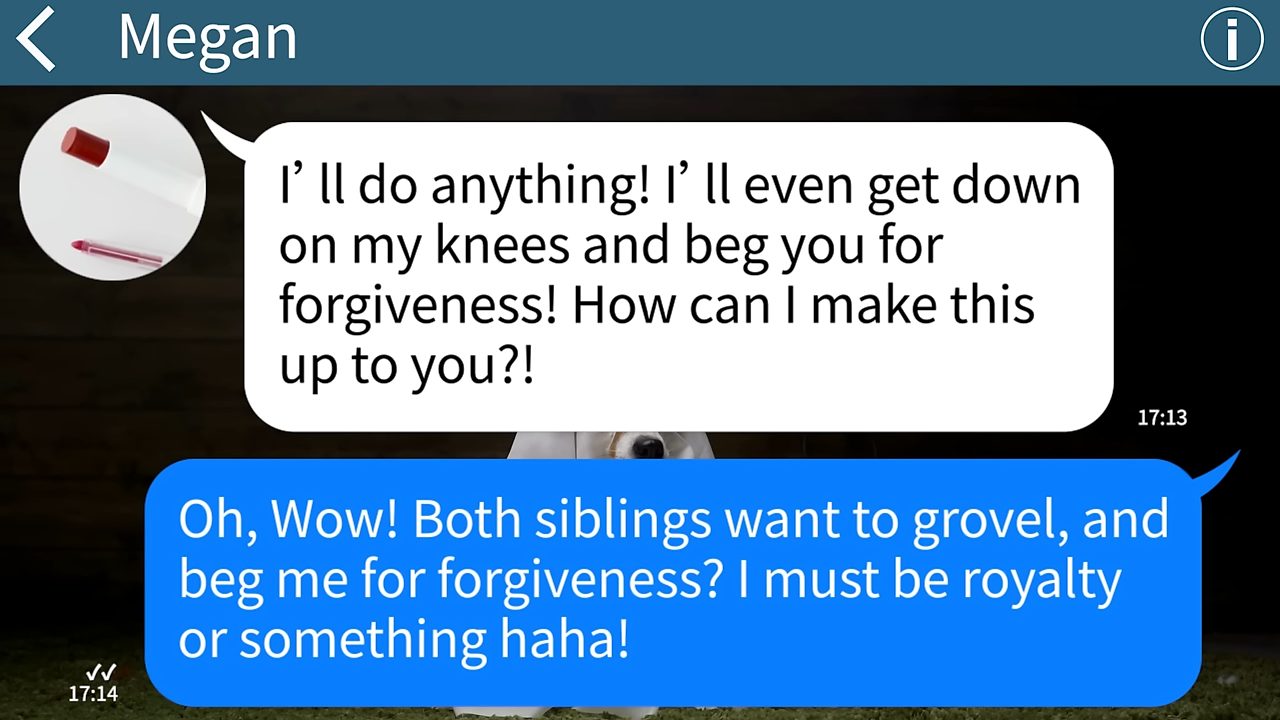 Megan
I’ ll do anything! I’ ll even get down
on my knees and beg you for
forgiveness! How can I make this
up to you?!
17:13
Oh, Wow! Both siblings want to grovel, and
beg me for forgiveness? I must be royalty
or something haha!
17:14